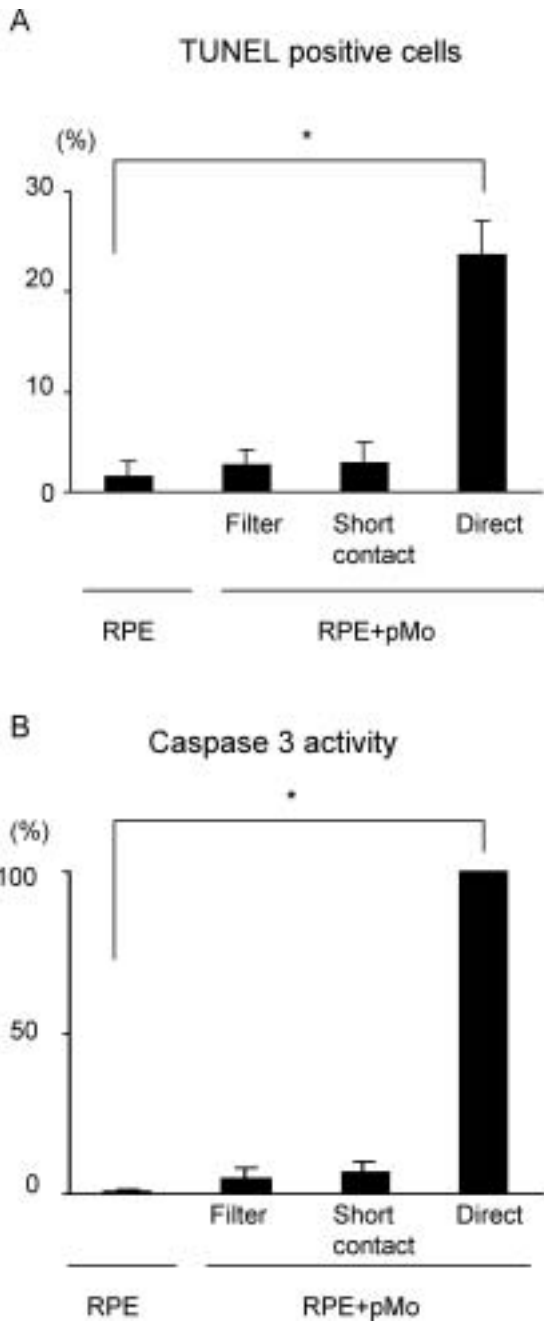 A
TUNEL positive cells
(%)
*
30
20
10
0
Filter Short contact Direct
RPE RPE+pMo
B
Caspase 3 activity
(%)
*
100
50
0
Filter Short contact Direct
RPE RPE+pMo